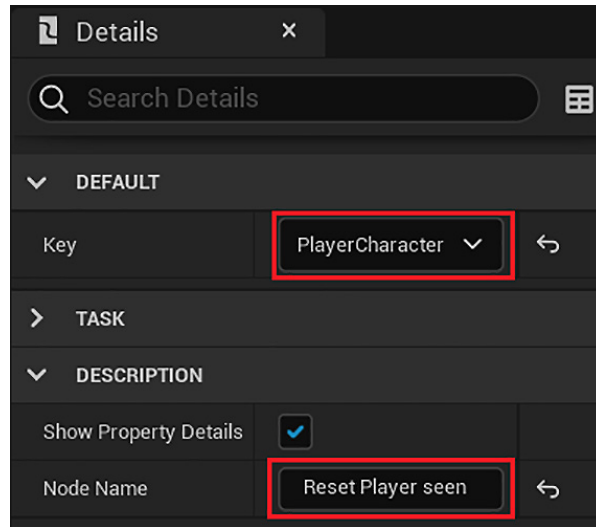 Details
Search Details
DEFAULT
Key PlayerCharacter
TASK
DESCRIPTION
Show Property Details
Node Name Reset Player seen